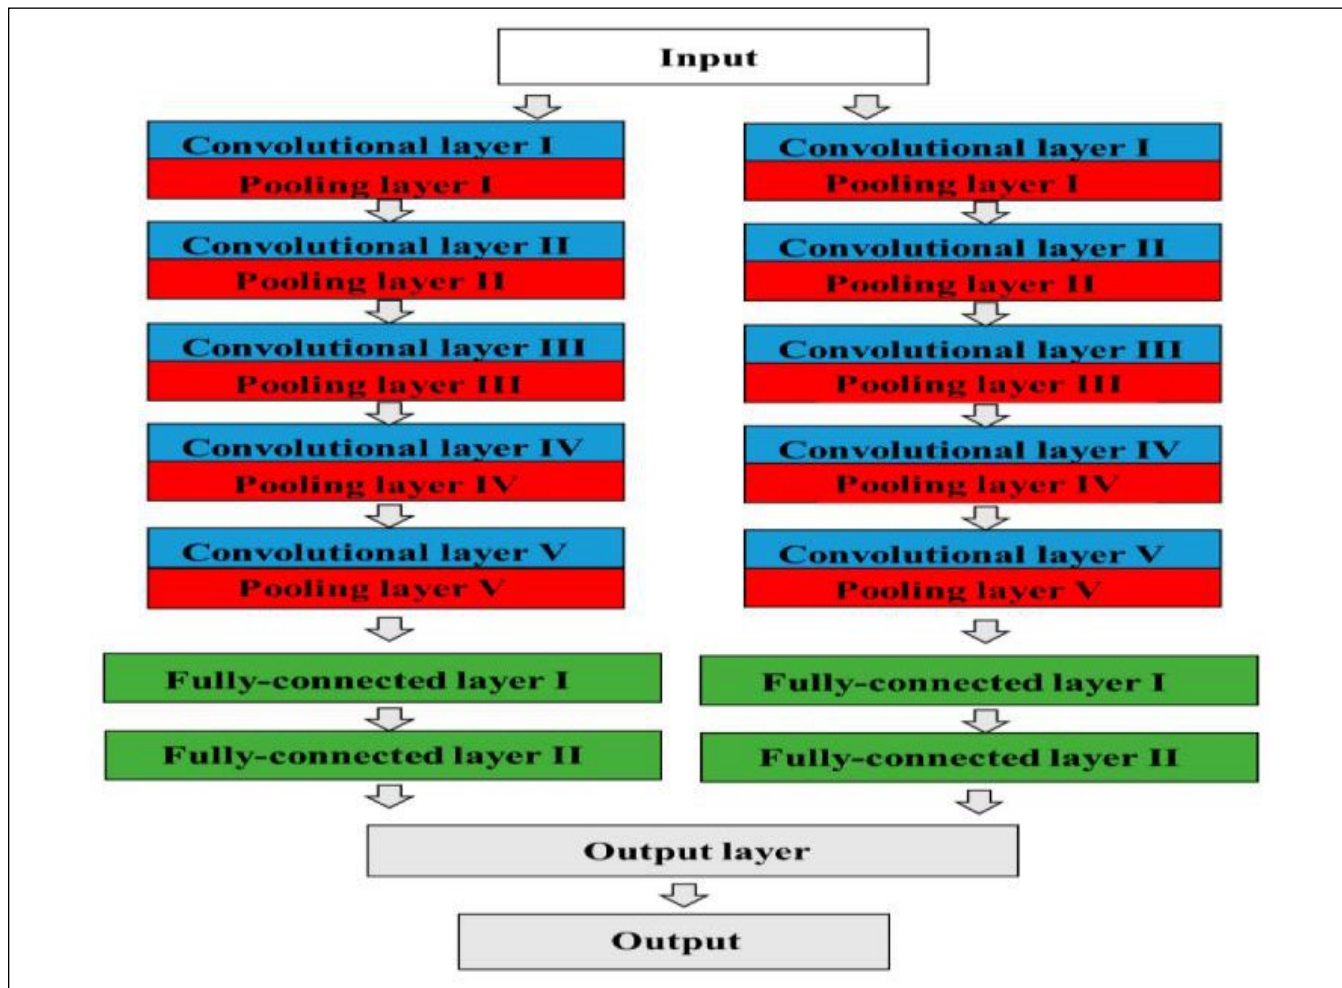 Input
Convolutional layer I
Pooling layer I
Convolutional layer II
Pooling layer II
Convolutional layer III
Pooling layer III
Convolutional layer IV
Pooling layer IV
Convolutional layer V
Pooling layer V
Fully-connected layer I
Fully-connected layer II
Convolutional layer I
Pooling layer I
Convolutional layer II
Pooling layer II
Convolutional layer III
Pooling layer III
Convolutional layer IV
Pooling layer IV
Convolutional layer V
Pooling layer V
Fully-connected layer I
Fully-connected layer II
Output layer
Output